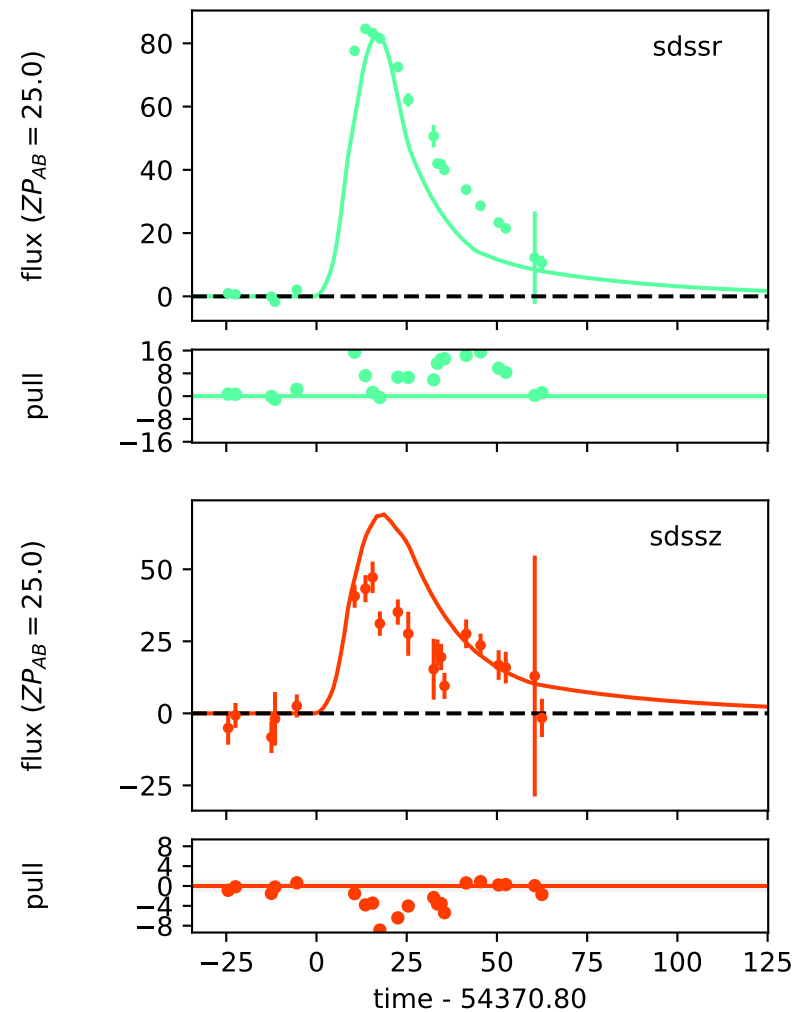 sdssr
flux (ZP_AB = 25.0)
80
60
40
20
0
pull
16
8
0
−8
−16
sdssz
flux (ZP_AB = 25.0)
50
25
0
−25
pull
8
4
0
−4
−8
−25 0 25 50 75 100 125
time - 54370.80